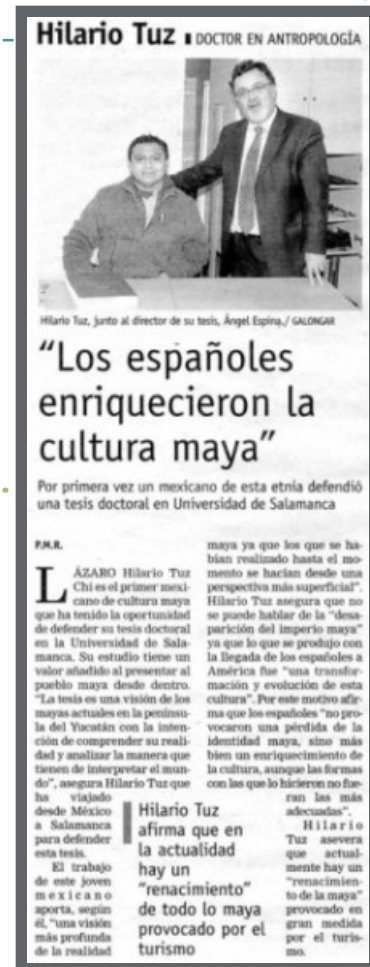 Hilario Tuz ▮ DOCTOR EN ANTROPOLOGÍA
Hilario Tuz, junto al director de su tesis, Ángel Espina./ GALONGAR
“Los españoles
enriquecieron la
cultura maya”
Por primera vez un mexicano de esta etnia defendió
una tesis doctoral en Universidad de Salamanca
P.M.R.
LÁZARO Hilario Tuz
Chi es el primer mexi-
cano de cultura maya
que ha tenido la oportunidad
de defender su tesis doctoral
en la Universidad de Sala-
manca. Su estudio tiene un
valor añadido al presentar al
pueblo maya desde dentro.
“La tesis es una visión de los
mayas actuales en la penínsu-
la del Yucatán con la inten-
ción de comprender su reali-
dad y analizar la manera que
tienen de interpretar el mun-
do”, asegura Hilario Tuz que
ha viajado
desde México
a Salamanca
para defender
esta tesis.
El trabajo
de este joven
mexicano
aporta, según
él, “una visión
más profunda
de la realidad
maya ya que los que se ha-
bían realizado hasta el mo-
mento se hacían desde una
perspectiva más superficial”.
Hilario Tuz asegura que no
se puede hablar de la “desa-
parición del imperio maya”
ya que lo que se produjo con
la llegada de los españoles a
América fue “una transfor-
mación y evolución de esta
cultura”. Por este motivo afir-
ma que los españoles “no pro-
vocaron una pérdida de la
identidad maya, sino más
bien un enriquecimiento de
la cultura, aunque las formas
con las que lo hicieron no fue-
ran las más
adecuadas”.
Hilario
Tuz asevera
que actual-
mente hay un
“renacimien-
to de la maya”
provocado en
gran medida
por el turis-
mo.
Hilario Tuz
afirma que en
la actualidad
hay un
“renacimiento”
de todo lo maya
provocado por el
turismo